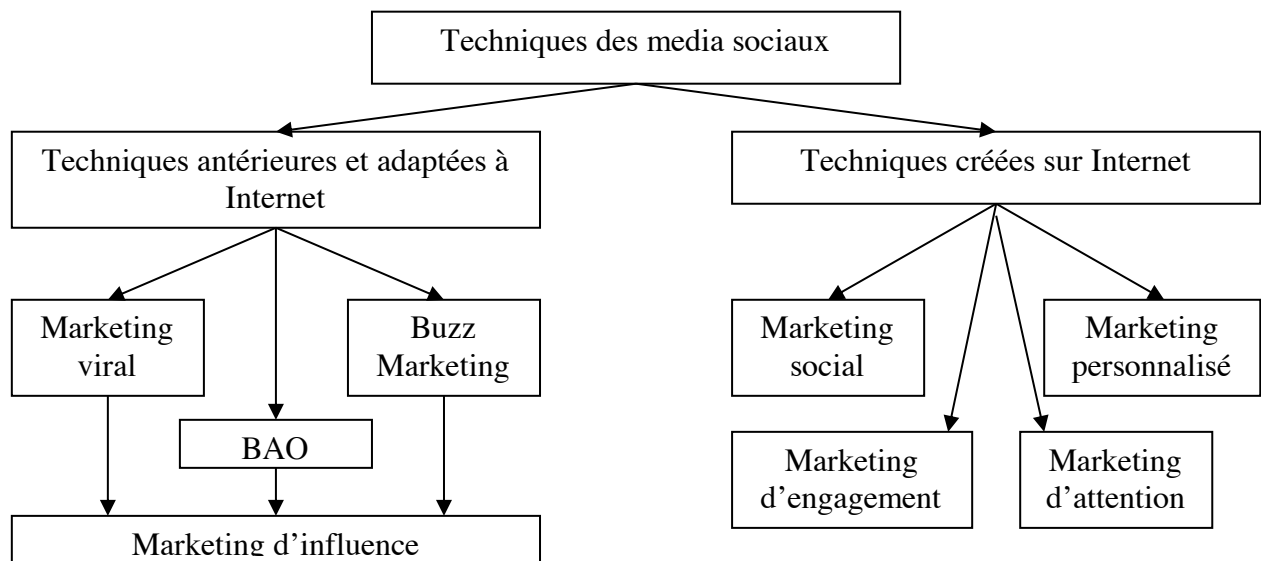 Techniques des media sociaux
Techniques antérieures et adaptées à
Internet
Techniques créées sur Internet
Marketing
viral
Buzz
Marketing
BAO
Marketing d’influence
Marketing
social
Marketing
personnalisé
Marketing
d’engagement
Marketing
d’attention